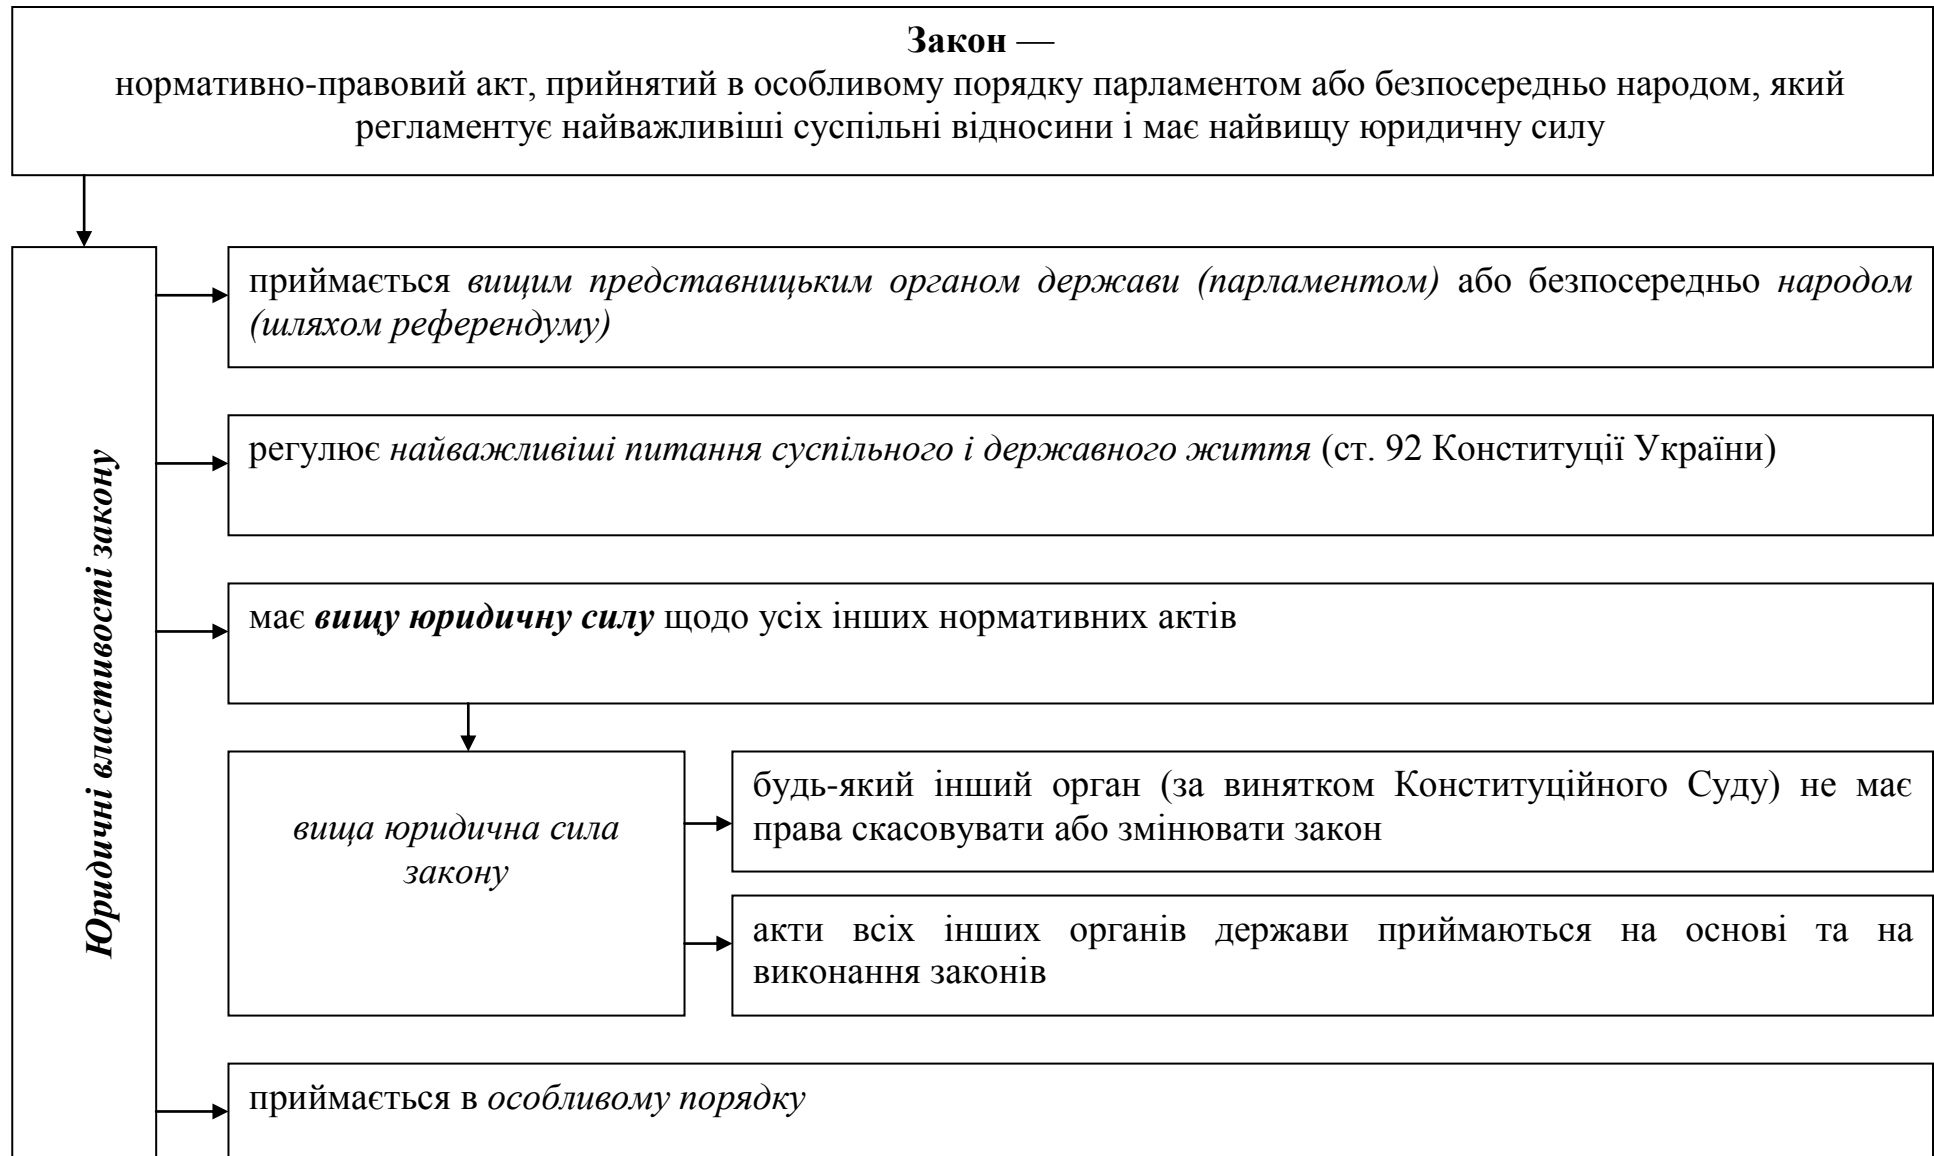 Закон —
нормативно-правовий акт, прийнятий в особливому порядку парламентом або безпосередньо народом, який
регламентує найважливіші суспільні відносини і має найвищу юридичну силу
Юридичні властивості закону
приймається вищим представницьким органом держави (парламентом) або безпосередньо народом
(шляхом референдуму)
регулює найважливіші питання суспільного і державного життя (ст. 92 Конституції України)
має вищу юридичну силу щодо усіх інших нормативних актів
вища юридична сила
закону
будь-який інший орган (за винятком Конституційного Суду) не має
права скасовувати або змінювати закон
акти всіх інших органів держави приймаються на основі та на
виконання законів
приймається в особливому порядку